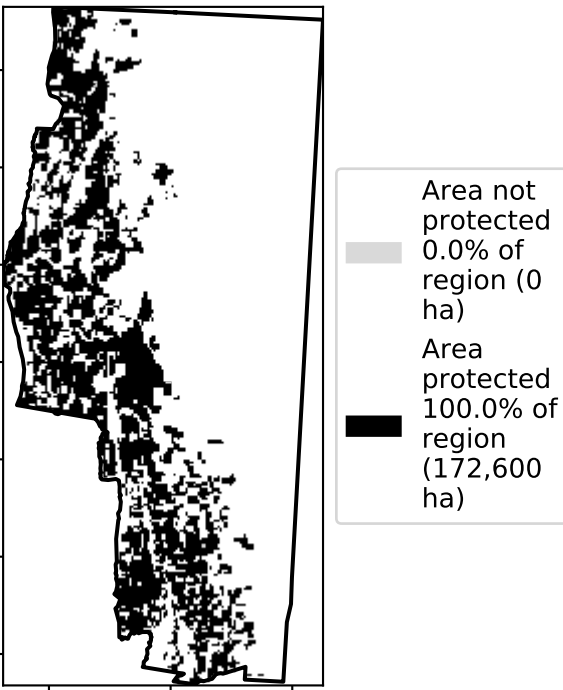 Area not
protected
0.0% of
region (0
ha)
Area
protected
100.0% of
region
(172,600
ha)